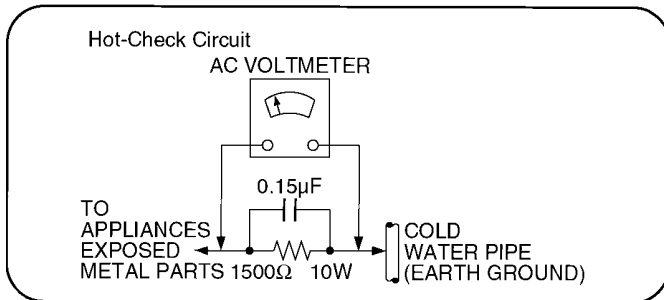 Hot-Check Circuit
AC VOLTMETER
0.15µF
TO
APPLIANCES
EXPOSED
METAL PARTS
1500Ω 10W
COLD
WATER PIPE
(EARTH GROUND)